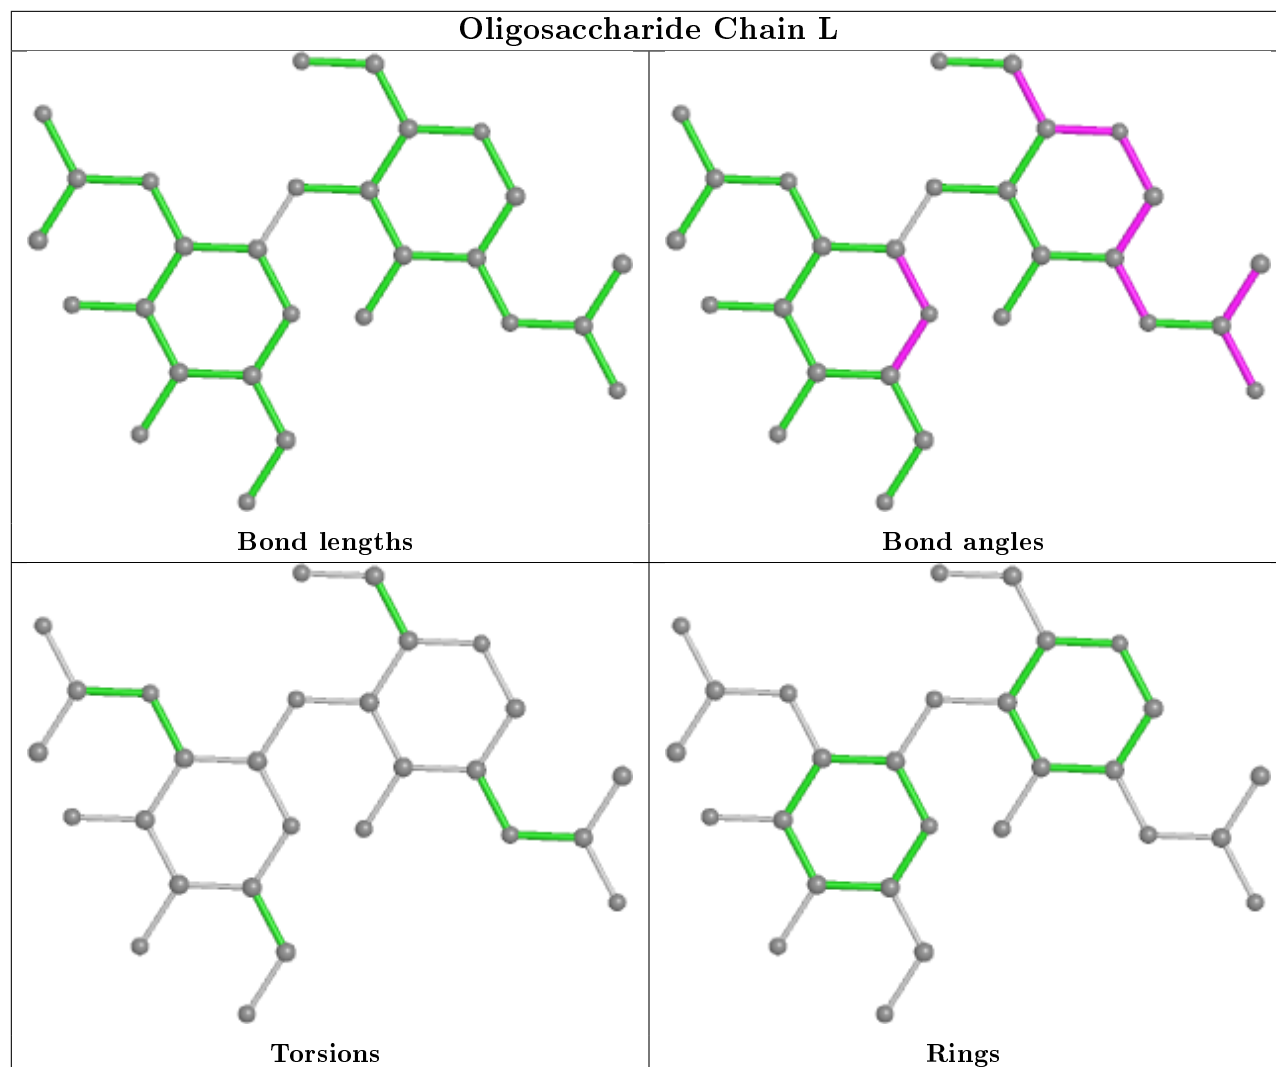 Oligosaccharide Chain L
Bond lengths
Bond angles
Torsions
Rings